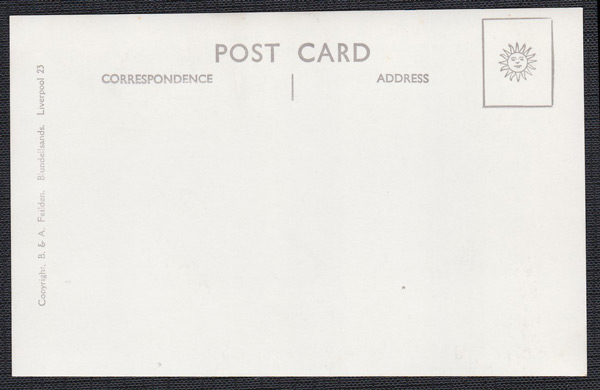 POST CARD
CORRESPONDENCE
ADDRESS
Copyright. B. & A. Feilden. Blundellsands. Liverpool 23